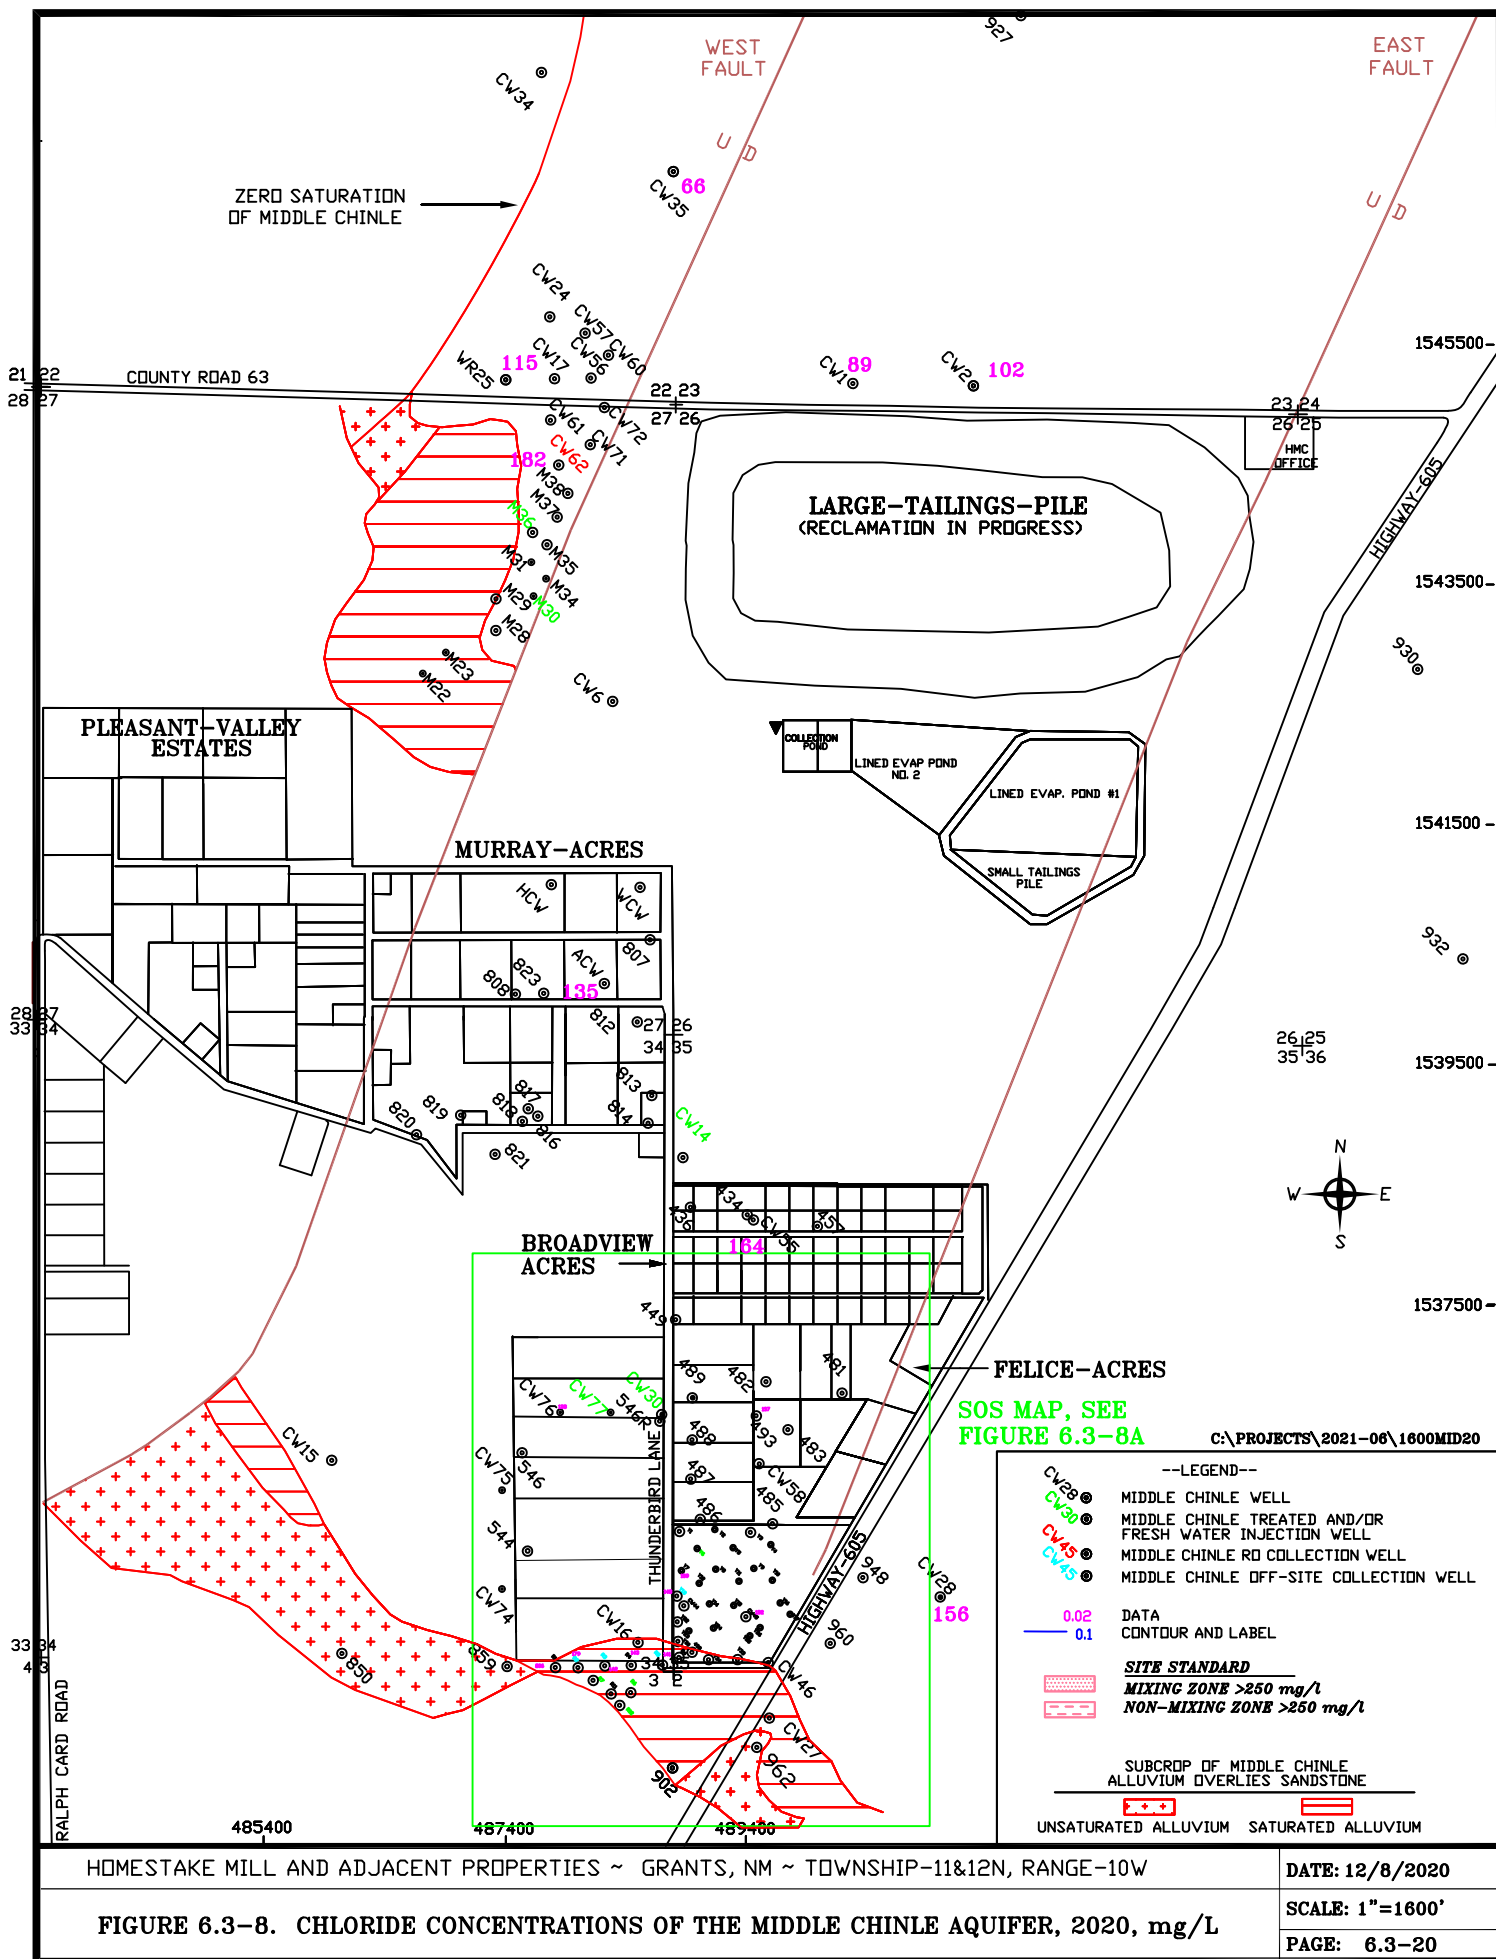 927
WEST
FAULT
EAST
FAULT
CW34
U D
66
CW35
U D
ZERO SATURATION
OF MIDDLE CHINLE
CW24
CW57
CW60
CW56
CW17
115
WR25
89
CW1
CW2
102
1545500
21 22
28 27
COUNTY ROAD 63
22 23
27 26
23 24
26 25
HMC
OFFICE
CW61
CW72
CW71
CW62
182
M38
M37
M36
M35
M31
M34
M30
M29
M28
M23
M22
CW6
LARGE-TAILINGS-PILE
(RECLAMATION IN PROGRESS)
HIGHWAY-605
1543500
930
PLEASANT-VALLEY
ESTATES
COLLECTION
POND
LINED EVAP POND
NO. 2
LINED EVAP. POND #1
SMALL TAILINGS
PILE
1541500
MURRAY-ACRES
HCW
WCW
807
ACW
823
808
135
812
932
28 27
33 34
27 26
34 35
26 25
35 36
1539500
813
814
817
818
816
819
820
821
CW14
N
W E
S
434
436
CW55
457
164
BROADVIEW
ACRES
1537500
449
489
482
481
FELICE-ACRES
SOS MAP, SEE
FIGURE 6.3-8A
C:\PROJECTS\2021-06\1600MID20
CW76
CW77
CW30
546R
493
483
488
CW15
CW75
546
487
CW58
485
486
THUNDERBIRD LANE
544
CW74
CW16
HIGHWAY-605
948
CW28
156
960
33 34
4 3
850
859
3 2
CW46
CW27
962
902
RALPH CARD ROAD
485400
487400
489400
--LEGEND--
CW28 MIDDLE CHINLE WELL
CW30 MIDDLE CHINLE TREATED AND/OR
FRESH WATER INJECTION WELL
CW45 MIDDLE CHINLE RO COLLECTION WELL
CW45 MIDDLE CHINLE OFF-SITE COLLECTION WELL
0.02 DATA
0.1 CONTOUR AND LABEL
SITE STANDARD
MIXING ZONE >250 mg/l
NON-MIXING ZONE >250 mg/l
SUBCROP OF MIDDLE CHINLE
ALLUVIUM OVERLIES SANDSTONE
UNSATURATED ALLUVIUM SATURATED ALLUVIUM
HOMESTAKE MILL AND ADJACENT PROPERTIES ~ GRANTS, NM ~ TOWNSHIP-11&12N, RANGE-10W
DATE: 12/8/2020
FIGURE 6.3-8. CHLORIDE CONCENTRATIONS OF THE MIDDLE CHINLE AQUIFER, 2020, mg/L
SCALE: 1"=1600'
PAGE: 6.3-20